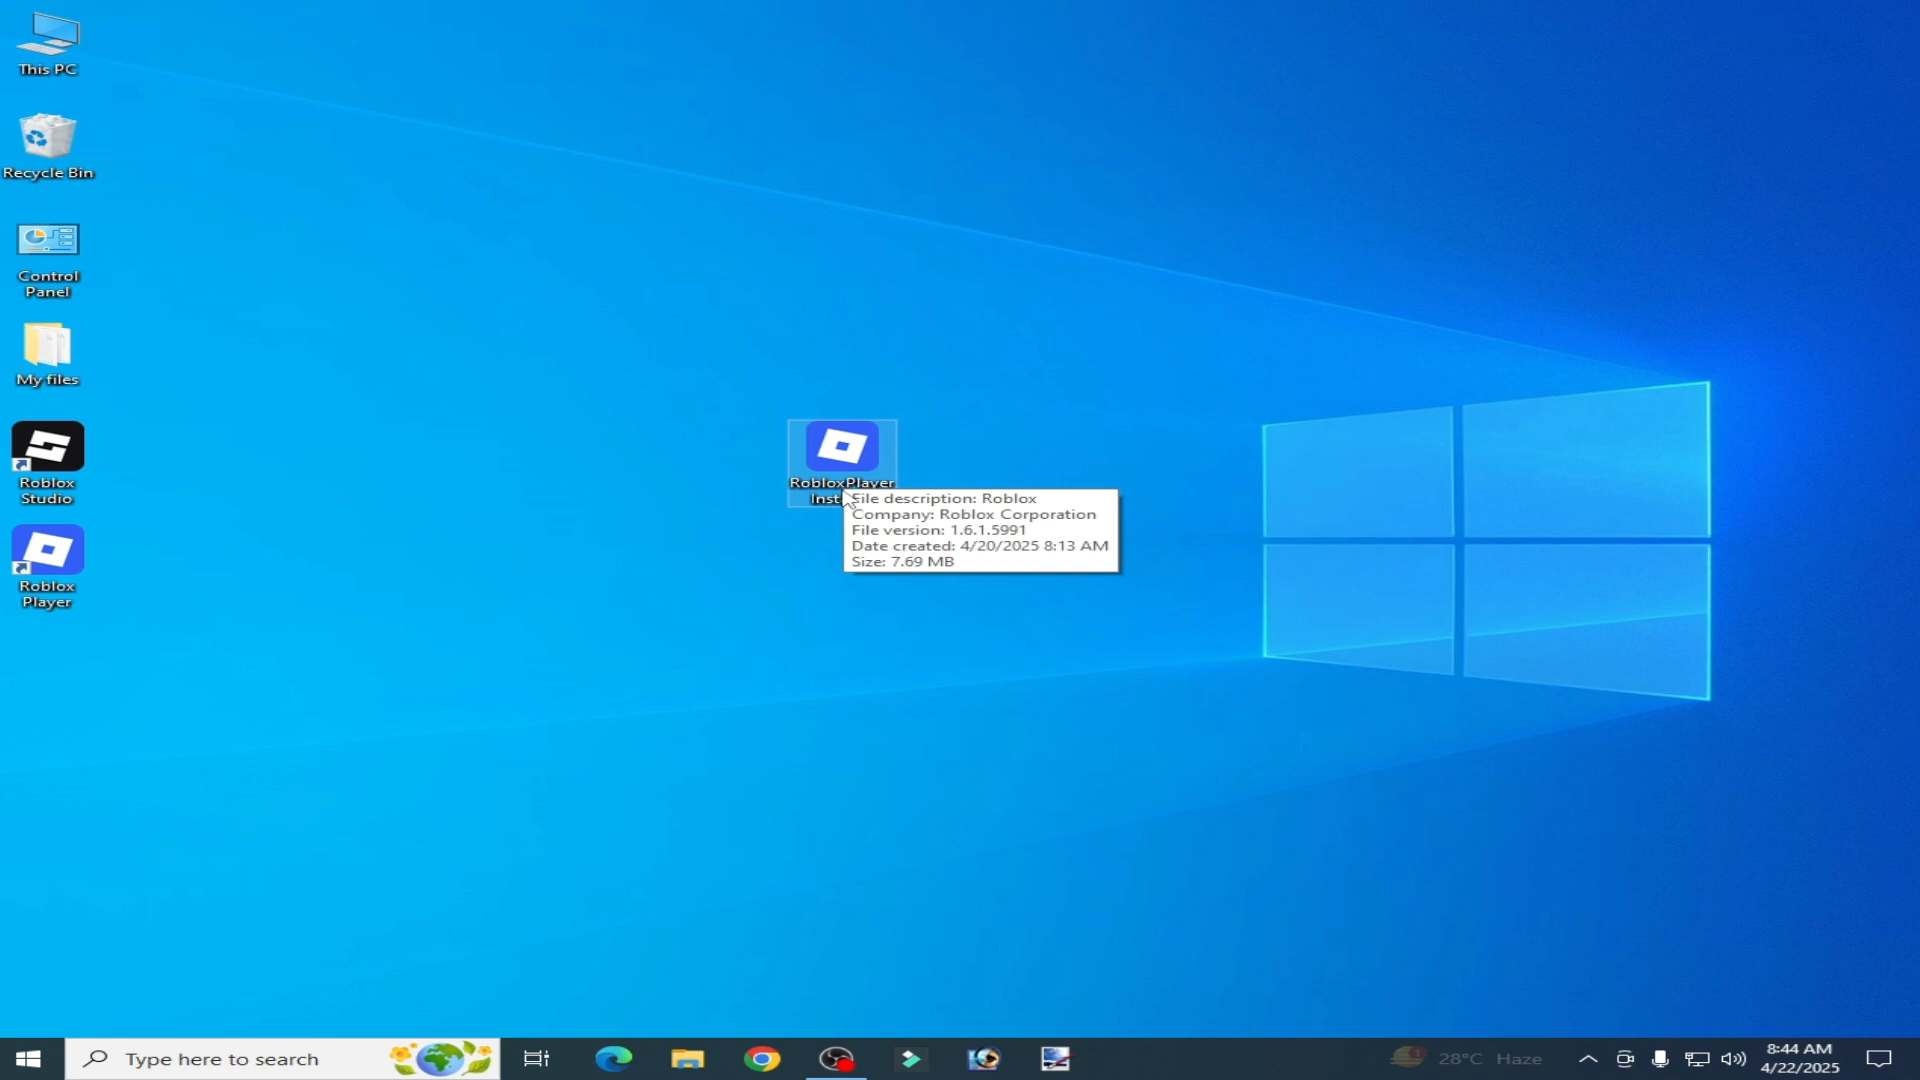 This PC
Recycle Bin
Control
Panel
My files
Roblox
Studio
Roblox
Player
RobloxPlayer
File description: Roblox
Company: Roblox Corporation
File version: 1.6.1.5991
Date created: 4/20/2025 8:13 AM
Size: 7.69 MB
Type here to search
28°C Haze
8:44 AM
4/22/2025